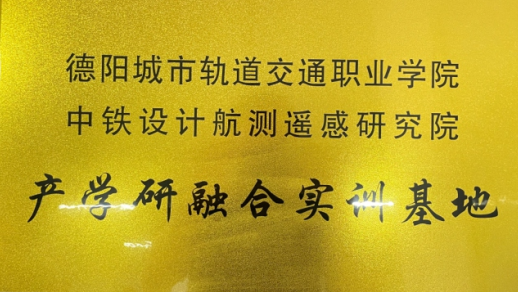 德阳城市轨道交通职业学院
中铁设计航测遥感研究院
产学研融合实训基地